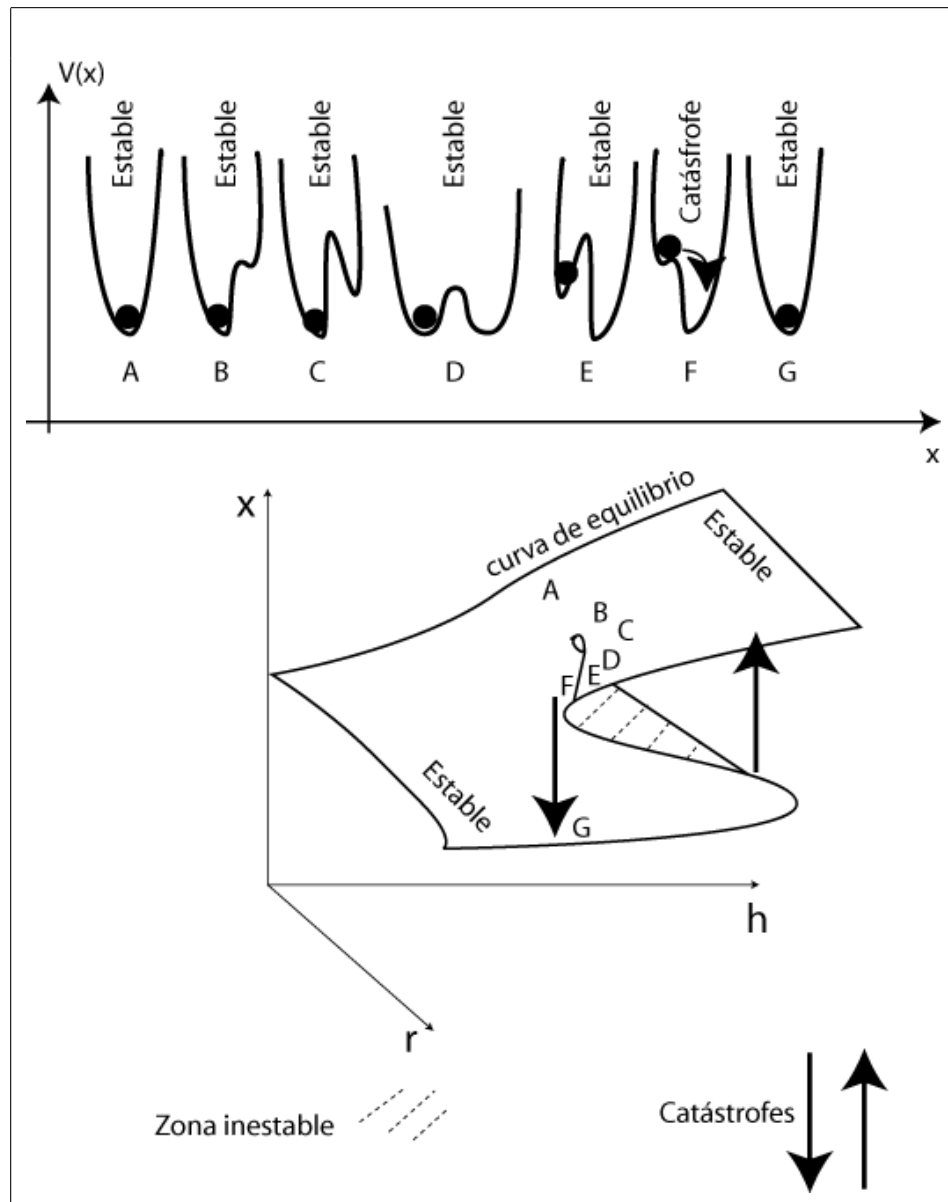 V(x)
Estable
Estable
Estable
Estable
Estable
Catásfrofe
Estable
A
B
C
D
E
F
G
x
x
curva de equilibrio
Estable
A
B
C
D
E
F
Estable
G
h
r
Zona inestable
Catástrofes